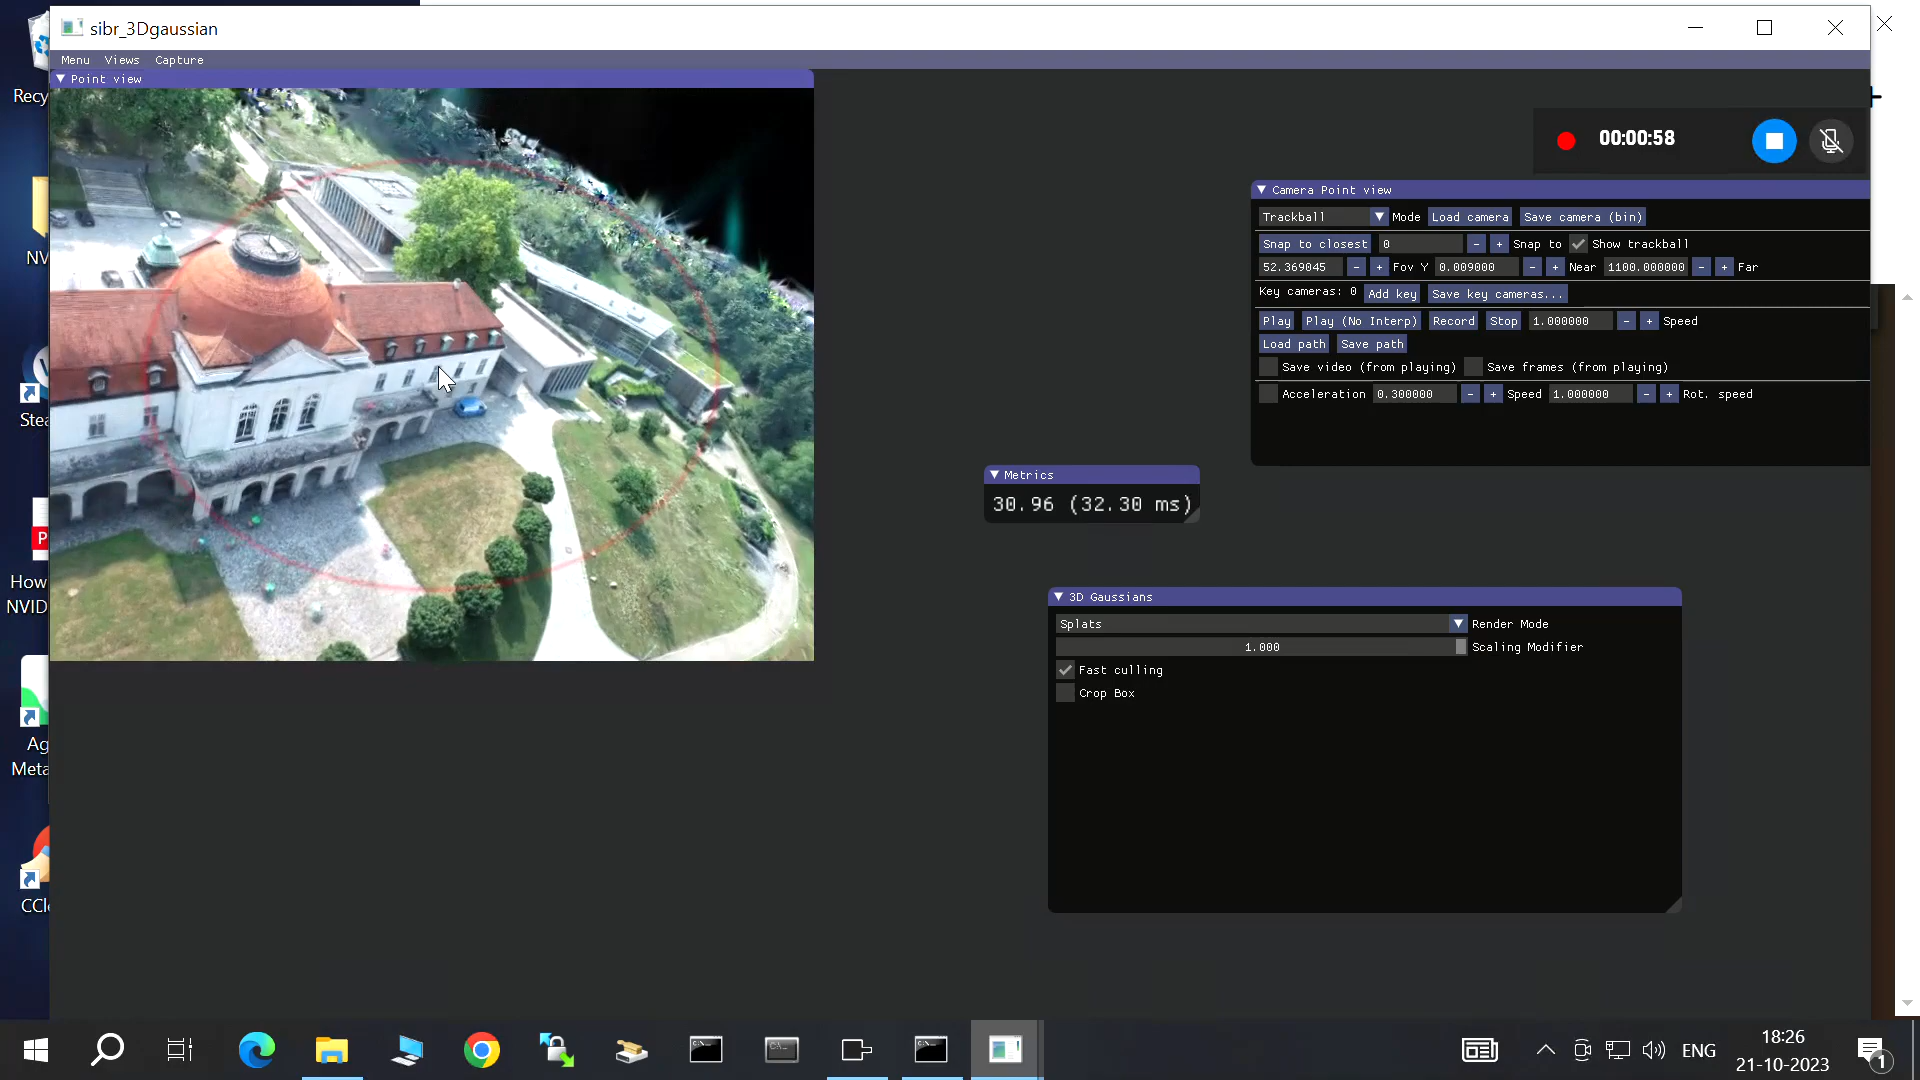 sibr_3Dgaussian
Menu Views Capture
Point view
00:00:58
Camera Point view
Trackball Mode Load camera Save camera (bin)
Snap to closest 0 - + Snap to Show trackball
52.369045 - + Fov Y 0.009000 - + Near 1100.000000 - + Far
Key cameras: 0 Add key Save key cameras...
Play Play (No Interp) Record Stop 1.000000 - + Speed
Load path Save path
Save video (from playing) Save frames (from playing)
Acceleration 0.300000 - + Speed 1.000000 - + Rot. speed
Metrics
30.96 (32.30 ms)
3D Gaussians
Splats Render Mode
1.000 Scaling Modifier
Fast culling
Crop Box
Recy
NV
Stea
How
NVID
Ag
Meta
CCle
ENG
18:26
21-10-2023
1